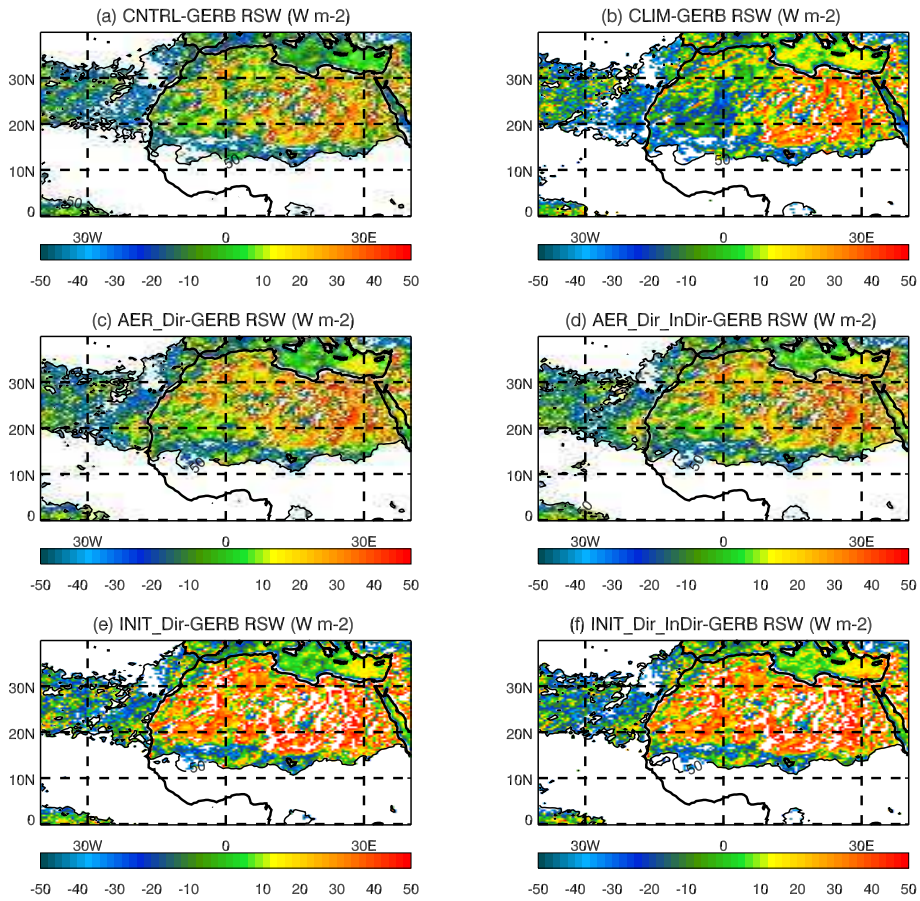 (a) CNTRL-GERB RSW (W m-2)
(b) CLIM-GERB RSW (W m-2)
30N
20N
10N
0
50
50
30W
0
30E
-50 -40 -30 -20 -10 10 20 30 40 50
30N
20N
10N
0
50
30W
0
30E
-50 -40 -30 -20 -10 10 20 30 40 50
(c) AER_Dir-GERB RSW (W m-2)
(d) AER_Dir_InDir-GERB RSW (W m-2)
30N
20N
10N
0
50
30W
0
30E
-50 -40 -30 -20 -10 10 20 30 40 50
30N
20N
10N
0
50
30W
0
30E
-50 -40 -30 -20 -10 10 20 30 40 50
(e) INIT_Dir-GERB RSW (W m-2)
(f) INIT_Dir_InDir-GERB RSW (W m-2)
30N
20N
10N
0
50
30W
0
30E
-50 -40 -30 -20 -10 10 20 30 40 50
30N
20N
10N
0
50
30W
0
30E
-50 -40 -30 -20 -10 10 20 30 40 50